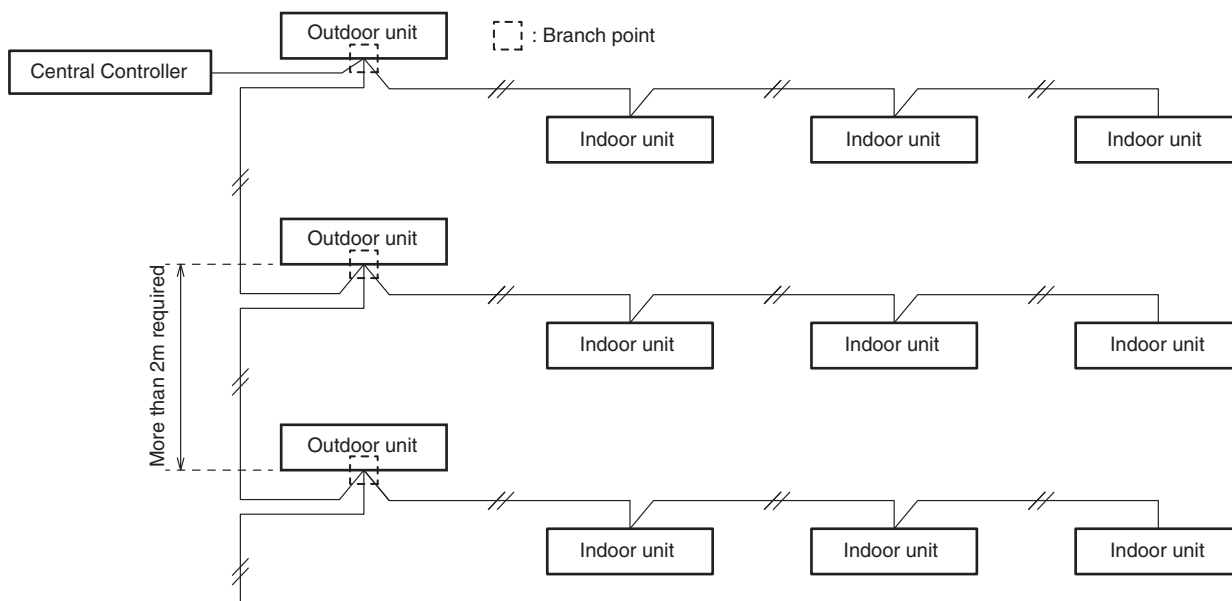 Outdoor unit
: Branch point
Central Controller
Indoor unit
Indoor unit
Indoor unit
Outdoor unit
More than 2m required
Indoor unit
Indoor unit
Indoor unit
Outdoor unit
Indoor unit
Indoor unit
Indoor unit